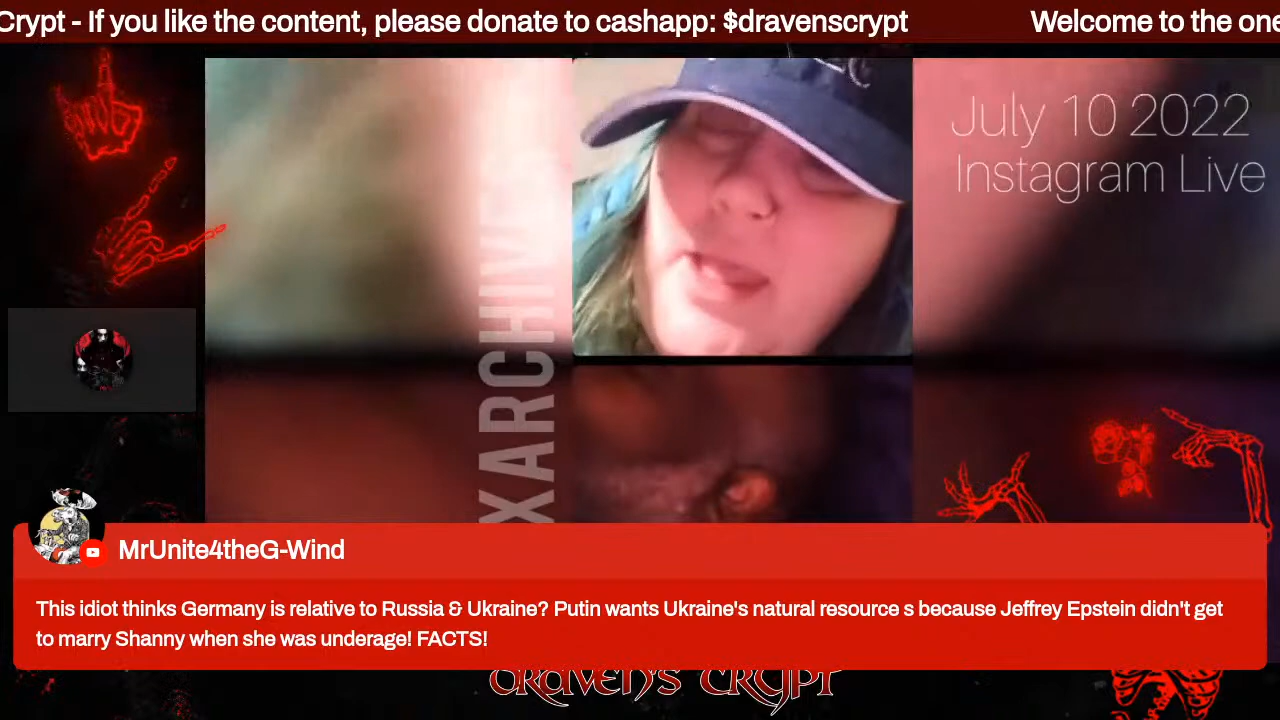 Crypt - If you like the content, please donate to cashapp: $dravenscrypt Welcome to the one
July 10 2022
Instagram Live
XARCHIV
MrUnite4theG-Wind
This idiot thinks Germany is relative to Russia & Ukraine? Putin wants Ukraine's natural resource s because Jeffrey Epstein didn't get
to marry Shanny when she was underage! FACTS!
Draven's Crypt